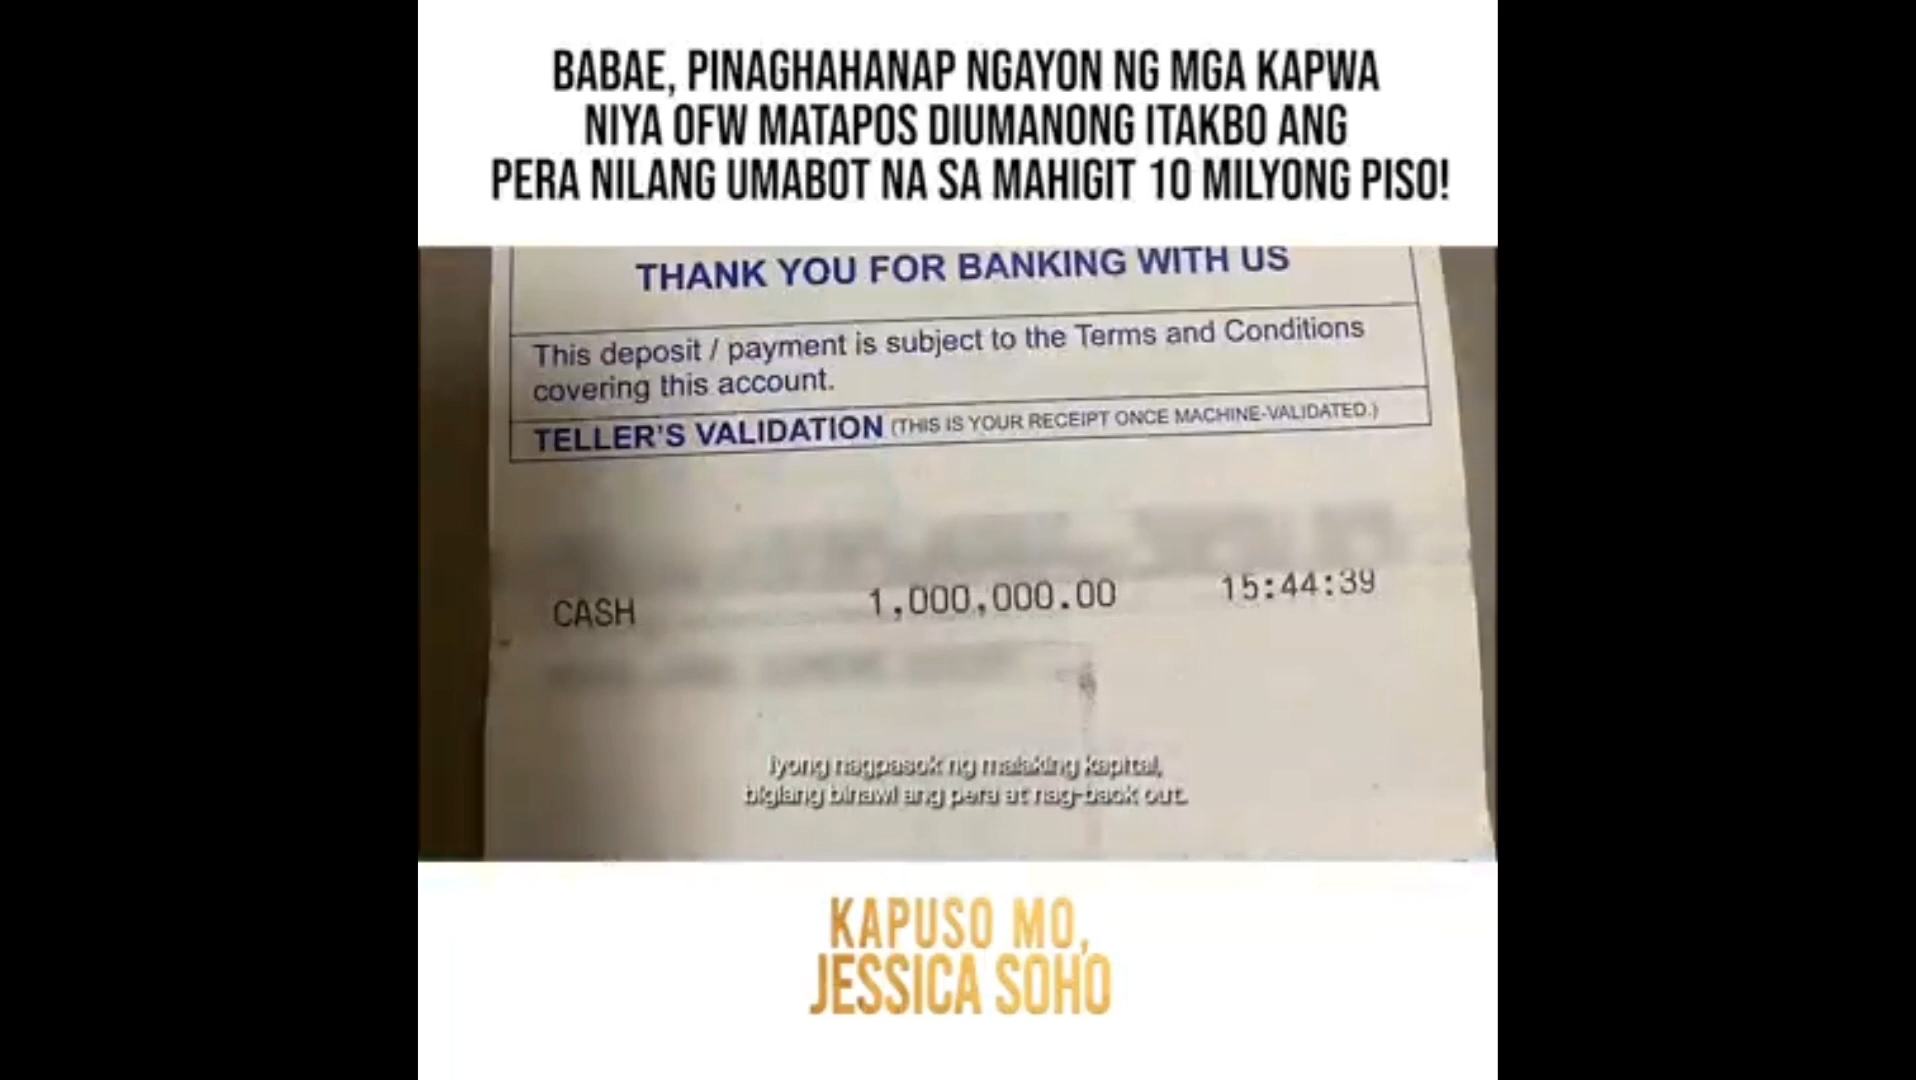 BABAE, PINAGHAHANAP NGAYON NG MGA KAPWA
NIYA OFW MATAPOS DIUMANONG ITAKBO ANG
PERA NILANG UMABOT NA SA MAHIGIT 10 MILYONG PISO!
THANK YOU FOR BANKING WITH US
This deposit / payment is subject to the Terms and Conditions
covering this account.
TELLER'S VALIDATION (THIS IS YOUR RECEIPT ONCE MACHINE-VALIDATED.)
CASH 1,000,000.00 15:44:39
Iyong nagpasok ng malaking kapital,
biglang binawi ang pera at nag-back out.
KAPUSO MO,
JESSICA SOHO